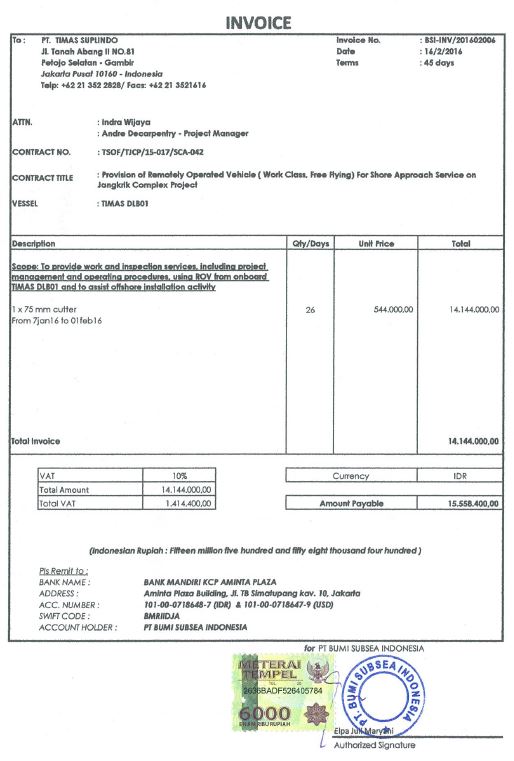 INVOICE
To : PT. TIMAS SUPLINDO
Jl. Tanah Abang II NO.81
Petojo Selatan - Gambir
Jakarta Pusat 10160 - Indonesia
Telp: +62 21 352 2828/ Facs: +62 21 3521616
Invoice No. : BSI-INV/201602006
Date : 16/2/2016
Terms : 45 days
ATTN. : Indra Wijaya
: Andre Decarpentry - Project Manager
CONTRACT NO. : TSOF/TJCP/15-017/SCA-042
CONTRACT TITLE : Provision of Remotely Operated Vehicle ( Work Class, Free Flying) For Shore Approach Service on
Jangkrik Complex Project
VESSEL : TIMAS DLB01
Description Qty/Days Unit Price Total
Scope: To provide work and inspection services, including project
management and operating procedures, using ROV from onboard
TIMAS DLB01 and to assist offshore installation activity
1 x 75 mm cutter 26 544.000,00 14.144.000,00
From 7jan16 to 01feb16
Total Invoice 14.144.000,00
VAT 10%
Total Amount 14.144.000,00
Total VAT 1.414.400,00
Currency IDR
Amount Payable 15.558.400,00
(Indonesian Rupiah : Fifteen million five hundred and fifty eight thousand four hundred )
Pls Remit to :
BANK NAME : BANK MANDIRI KCP AMINTA PLAZA
ADDRESS : Aminta Plaza Building, Jl. TB Simatupang kav. 10, Jakarta
ACC. NUMBER : 101-00-0718648-7 (IDR) & 101-00-0718647-9 (USD)
SWIFT CODE : BMRIIDJA
ACCOUNT HOLDER : PT BUMI SUBSEA INDONESIA
for PT BUMI SUBSEA INDONESIA
METERAI
TEMPEL
2636BADF526405784
6000
ENAM RIBU RUPIAH
PT. BUMI SUBSEA INDONESIA
Elpa Juli Maryani
Authorized Signature